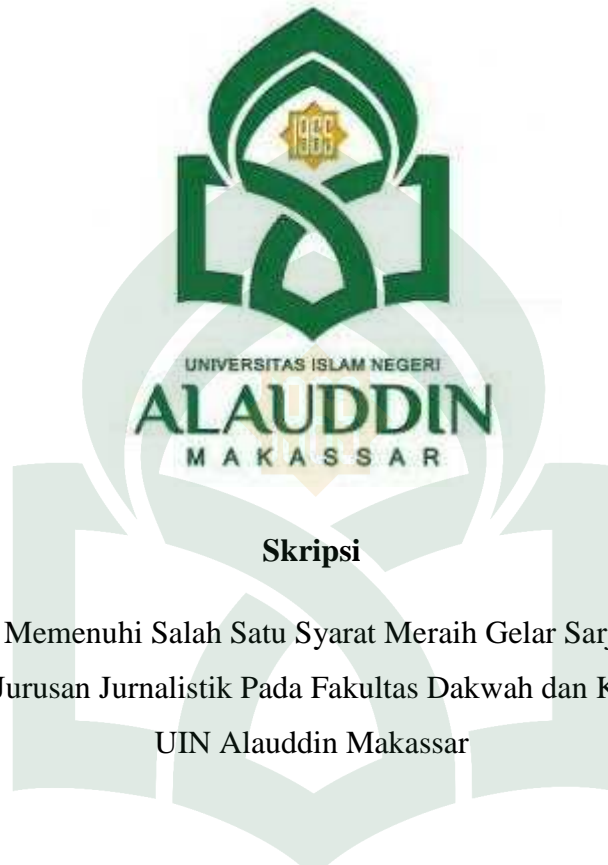 1965
UNIVERSITAS ISLAM NEGERI
ALAUDDIN
MAKASSAR
Skripsi
Memenuhi Salah Satu Syarat Meraih Gelar Sarj
Jurusan Jurnalistik Pada Fakultas Dakwah dan K
UIN Alauddin Makassar